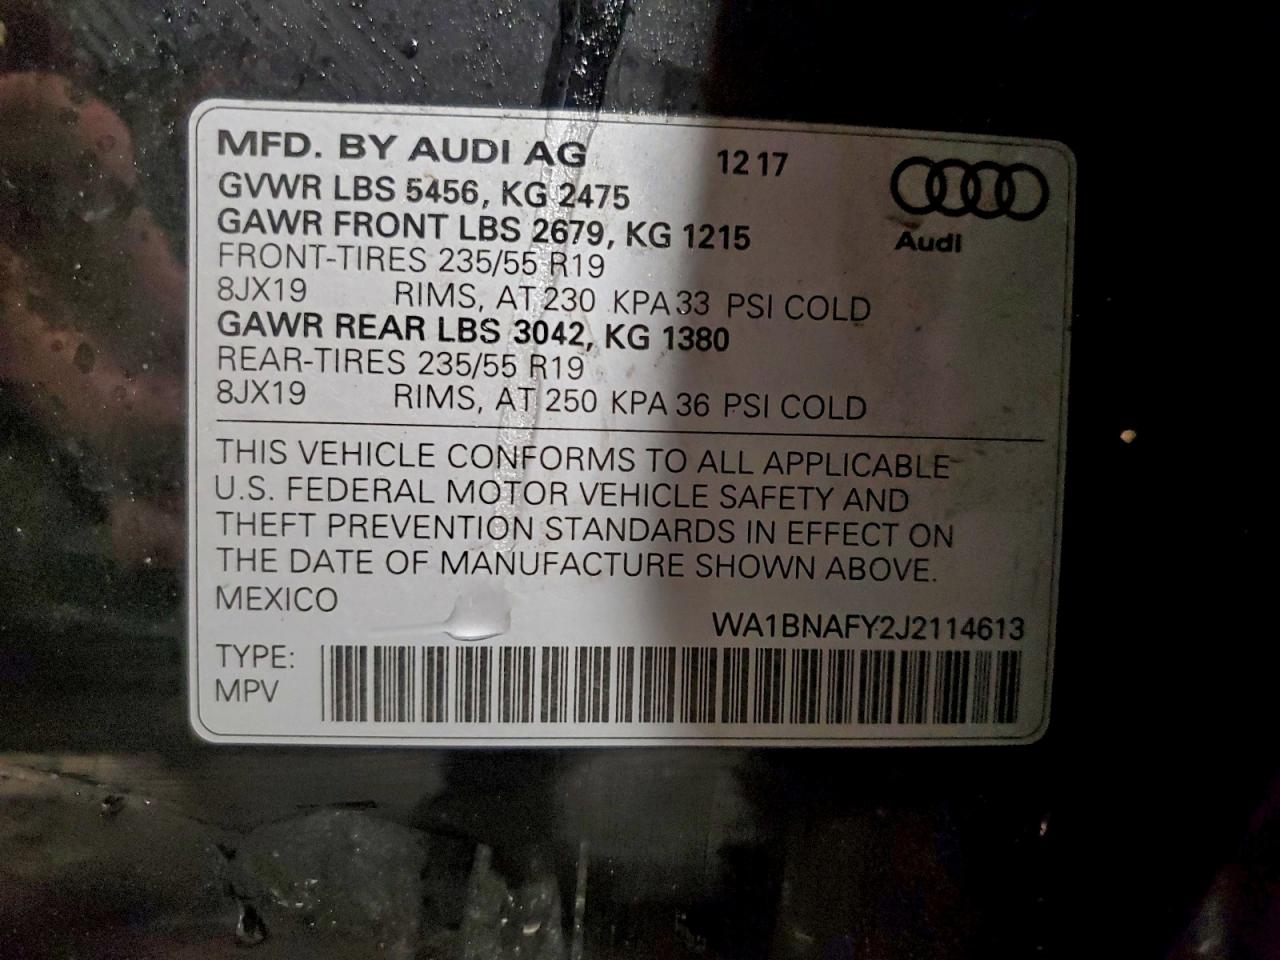 MFD. BY AUDI AG 12 17
GVWR LBS 5456, KG 2475
GAWR FRONT LBS 2679, KG 1215
Audi
FRONT-TIRES 235/55 R19
8JX19 RIMS, AT 230 KPA 33 PSI COLD
GAWR REAR LBS 3042, KG 1380
REAR-TIRES 235/55 R19
8JX19 RIMS, AT 250 KPA 36 PSI COLD
THIS VEHICLE CONFORMS TO ALL APPLICABLE
U.S. FEDERAL MOTOR VEHICLE SAFETY AND
THEFT PREVENTION STANDARDS IN EFFECT ON
THE DATE OF MANUFACTURE SHOWN ABOVE.
MEXICO
WA1BNAFY2J2114613
TYPE:
MPV